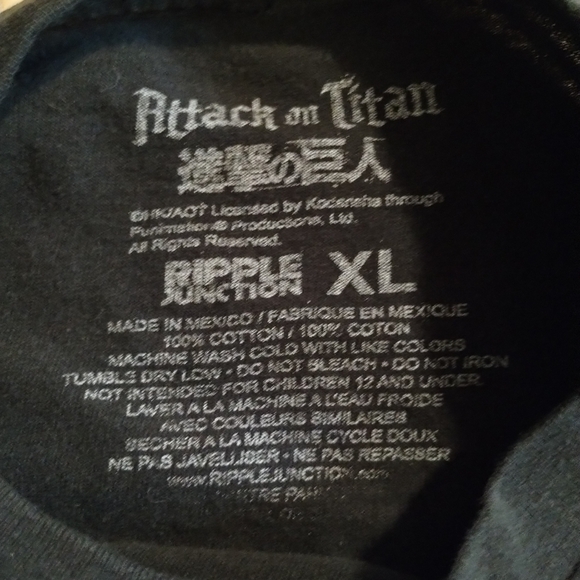 Attack on Titan
進撃の巨人
©HK/AOT Licensed by Kodansha through
Funimation® Productions, Ltd.
All Rights Reserved.
RIPPLE JUNCTION XL
MADE IN MEXICO / FABRIQUE EN MEXIQUE
100% COTTON / 100% COTON
MACHINE WASH COLD WITH LIKE COLORS
TUMBLE DRY LOW • DO NOT BLEACH • DO NOT IRON
NOT INTENDED FOR CHILDREN 12 AND UNDER
LAVER A LA MACHINE A L'EAU FROIDE
AVEC COULEURS SIMILAIRES
SECHER A LA MACHINE CYCLE DOUX
NE PAS JAVELLISER • NE PAS REPASSER
www.RIPPLEJUNCTION.com